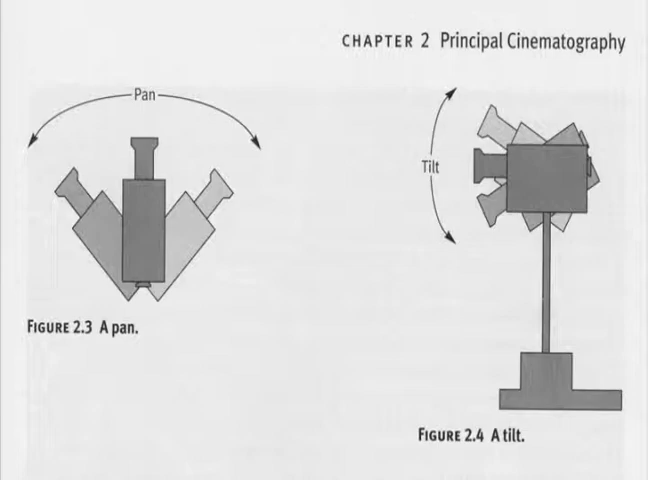 CHAPTER 2 Principal Cinematography
Pan
Tilt
FIGURE 2.3 A pan.
FIGURE 2.4 A tilt.